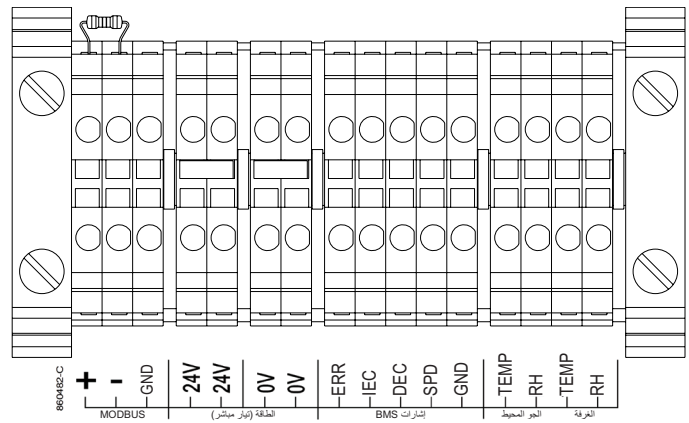 860482-C
+
-
GND
24V
24V
0V
0V
ERR
IEC
DEC
SPD
GND
TEMP
RH
TEMP
RH
MODBUS
الطاقة (تيار مباشر)
إشارات BMS
الجو المحيط
الغرفة